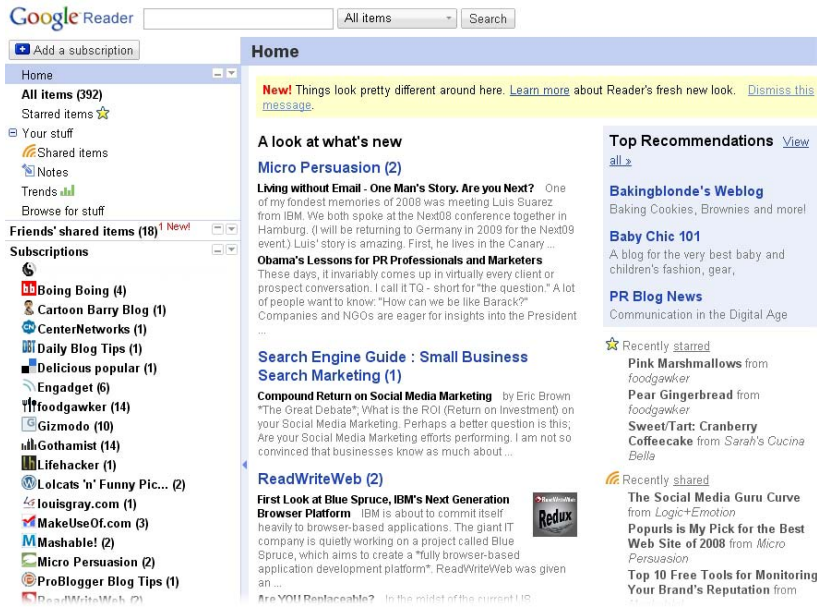 Google Reader
All items
Search
Add a subscription
Home
All items (392)
Starred items
Your stuff
Shared items
Notes
Trends
Browse for stuff
Friends' shared items (18) 1 New!
Subscriptions
Boing Boing (4)
Cartoon Barry Blog (1)
CenterNetworks (1)
Daily Blog Tips (1)
Delicious popular (1)
Engadget (6)
foodgawker (14)
Gizmodo (10)
Gothamist (14)
Lifehacker (1)
Lolcats 'n' Funny Pic... (2)
louisgray.com (1)
MakeUseOf.com (3)
Mashable! (2)
Micro Persuasion (2)
ProBlogger Blog Tips (1)
ReadWriteWeb (2)
Home
New! Things look pretty different around here. Learn more about Reader's fresh new look. Dismiss this
message.
A look at what's new
Micro Persuasion (2)
Living without Email - One Man's Story. Are you Next? One
of my fondest memories of 2008 was meeting Luis Suarez
from IBM. We both spoke at the Next08 conference together in
Hamburg. (I will be returning to Germany in 2009 for the Next09
event.) Luis' story is amazing. First, he lives in the Canary ...
Obama's Lessons for PR Professionals and Marketers
These days, it invariably comes up in virtually every client or
prospect conversation. I call it TQ - short for "the question." A lot
of people want to know: "How can we be like Barack?"
Companies and NGOs are eager for insights into the President
...
Search Engine Guide : Small Business
Search Marketing (1)
Compound Return on Social Media Marketing by Eric Brown
*The Great Debate*, What is the ROI (Return on Investment) on
your Social Media Marketing. Perhaps a better question is this;
Are your Social Media Marketing efforts performing. I am not so
convinced that businesses know as much about ...
ReadWriteWeb (2)
First Look at Blue Spruce, IBM's Next Generation
Browser Platform IBM is about to commit itself
heavily to browser-based applications. The giant IT
company is quietly working on a project called Blue
Spruce, which aims to create a *fully browser-based
application development platform*. ReadWriteWeb was given
an ...
Are YOU Replaceable? In the midst of the current US
ReadWriteWeb
Redux
Top Recommendations View
all »
Bakingblonde's Weblog
Baking Cookies, Brownies and more!
Baby Chic 101
A blog for the very best baby and
children's fashion, gear,
PR Blog News
Communication in the Digital Age
Recently starred
Pink Marshmallows from
foodgawker
Pear Gingerbread from
foodgawker
Sweet/Tart: Cranberry
Coffeecake from Sarah's Cucina
Bella
Recently shared
The Social Media Guru Curve
from Logic+Emotion
Popurls is My Pick for the Best
Web Site of 2008 from Micro
Persuasion
Top 10 Free Tools for Monitoring
Your Brand's Reputation from